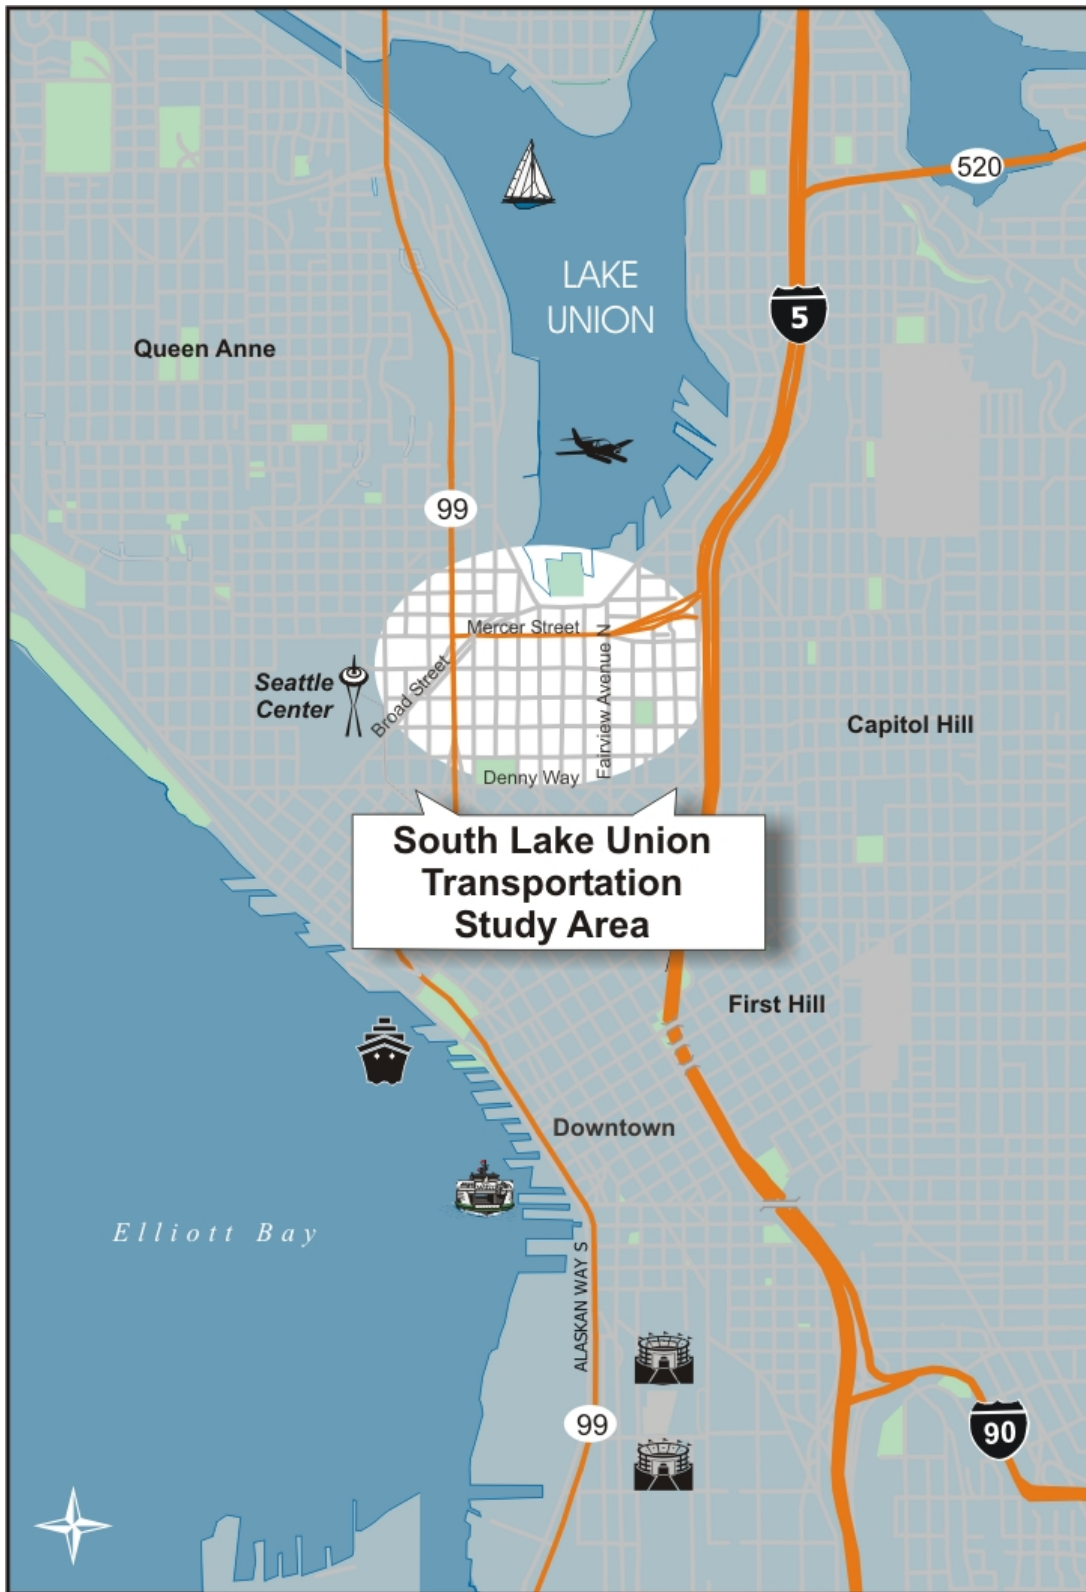 520
LAKE
UNION
5
Queen Anne
99
Mercer Street
Fairview Avenue N
Broad Street
Seattle
Center
Capitol Hill
Denny Way
South Lake Union
Transportation
Study Area
First Hill
Downtown
Elliott Bay
ALASKAN WAY S
99
90